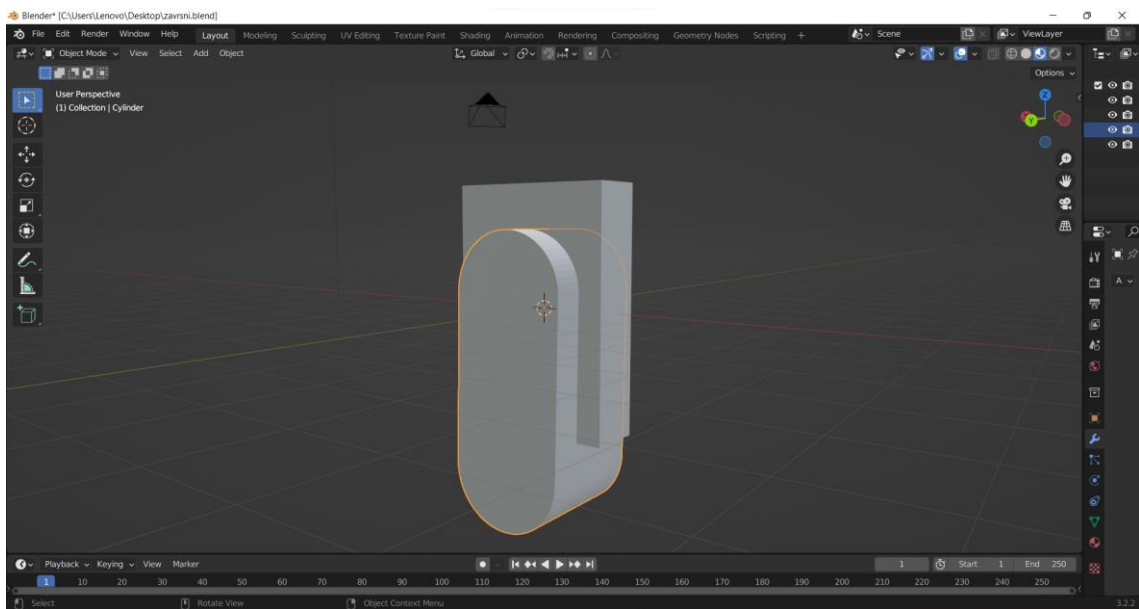 Blender* [C:\Users\Lenovo\Desktop\zavrsni.blend]
File Edit Render Window Help Layout Modeling Sculpting UV Editing Texture Paint Shading Animation Rendering Compositing Geometry Nodes Scripting + Scene ViewLayer
Object Mode View Select Add Object Global
Options
User Perspective
(1) Collection | Cylinder
Z
Y
A
Playback Keying View Marker 1 Start 1 End 250
1 10 20 30 40 50 60 70 80 90 100 110 120 130 140 150 160 170 180 190 200 210 220 230 240 250
Select Rotate View Object Context Menu 3.2.2